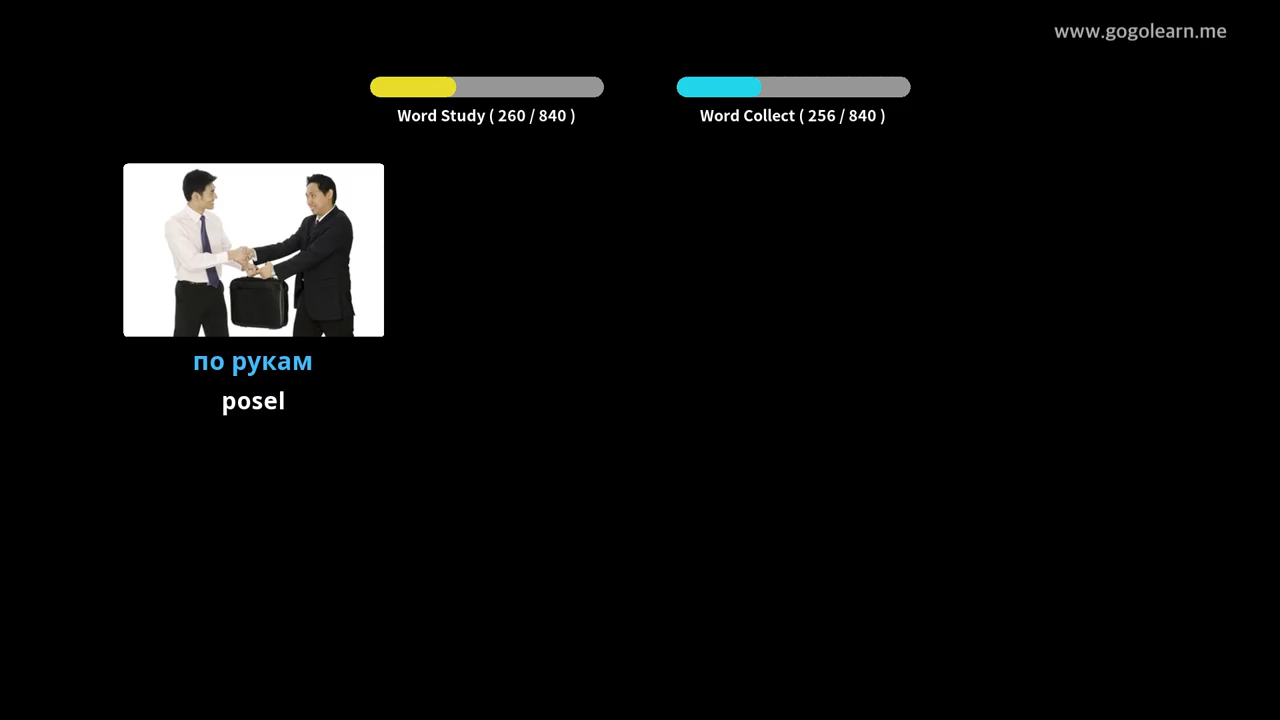 www.gogolearn.me
Word Study ( 260 / 840 )
Word Collect ( 256 / 840 )
по рукам
posel